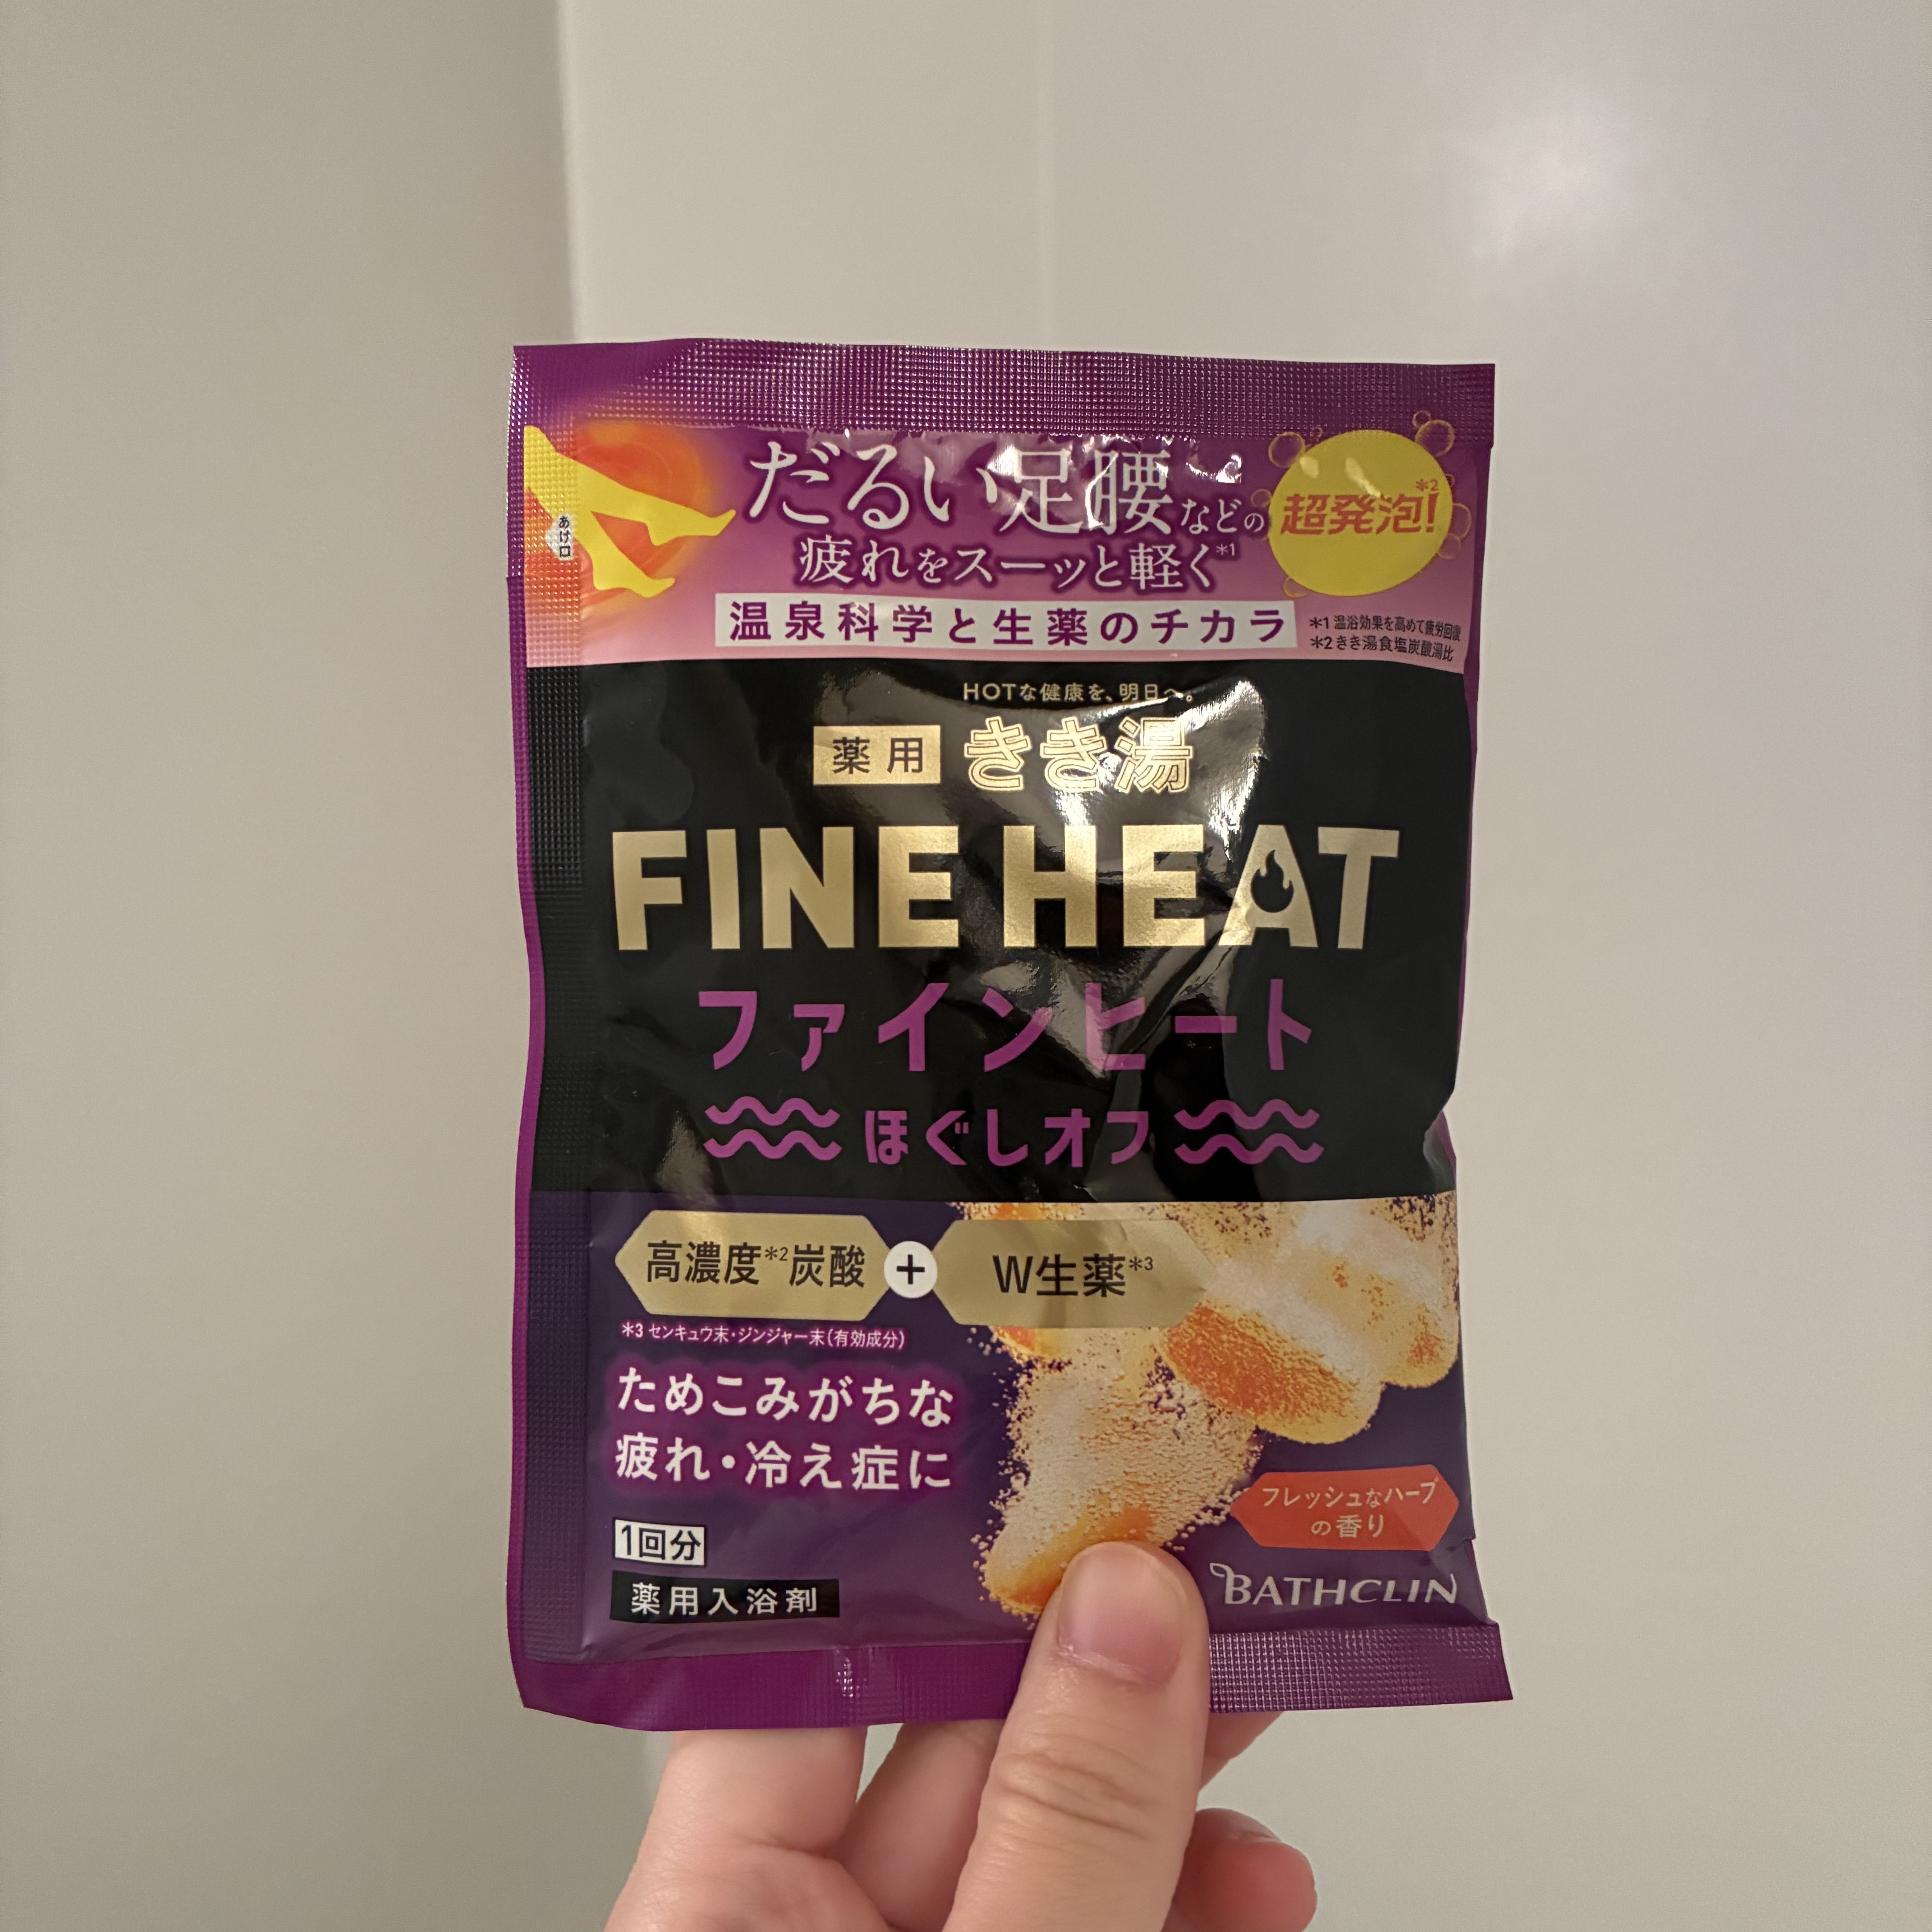 だるい足腰などの
疲れをスーッと軽く*1
超発泡!*2
あけ口
温泉科学と生薬のチカラ
*1 温浴効果を高めて疲労回復
*2 きき湯食塩炭酸湯比
HOTな健康を、明日へ。
薬用 きき湯
FINE HEAT
ファインヒート
ほぐしオフ
高濃度*2炭酸 + W生薬*3
*3 センキュウ末・ジンジャー末(有効成分)
ためこみがちな
疲れ・冷え症に
フレッシュなハーブ
の香り
1回分
薬用入浴剤
BATHCLIN